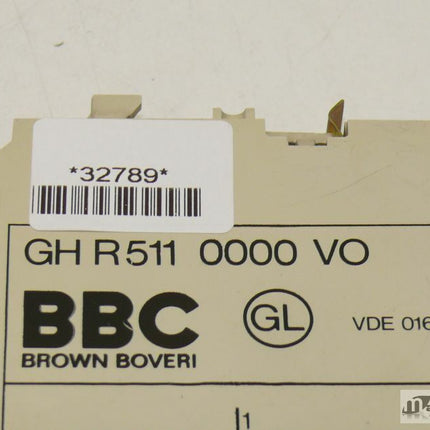 *32789*
GH R511 0000 VO
BBC
GL
VDE 016
BROWN BOVERI
1